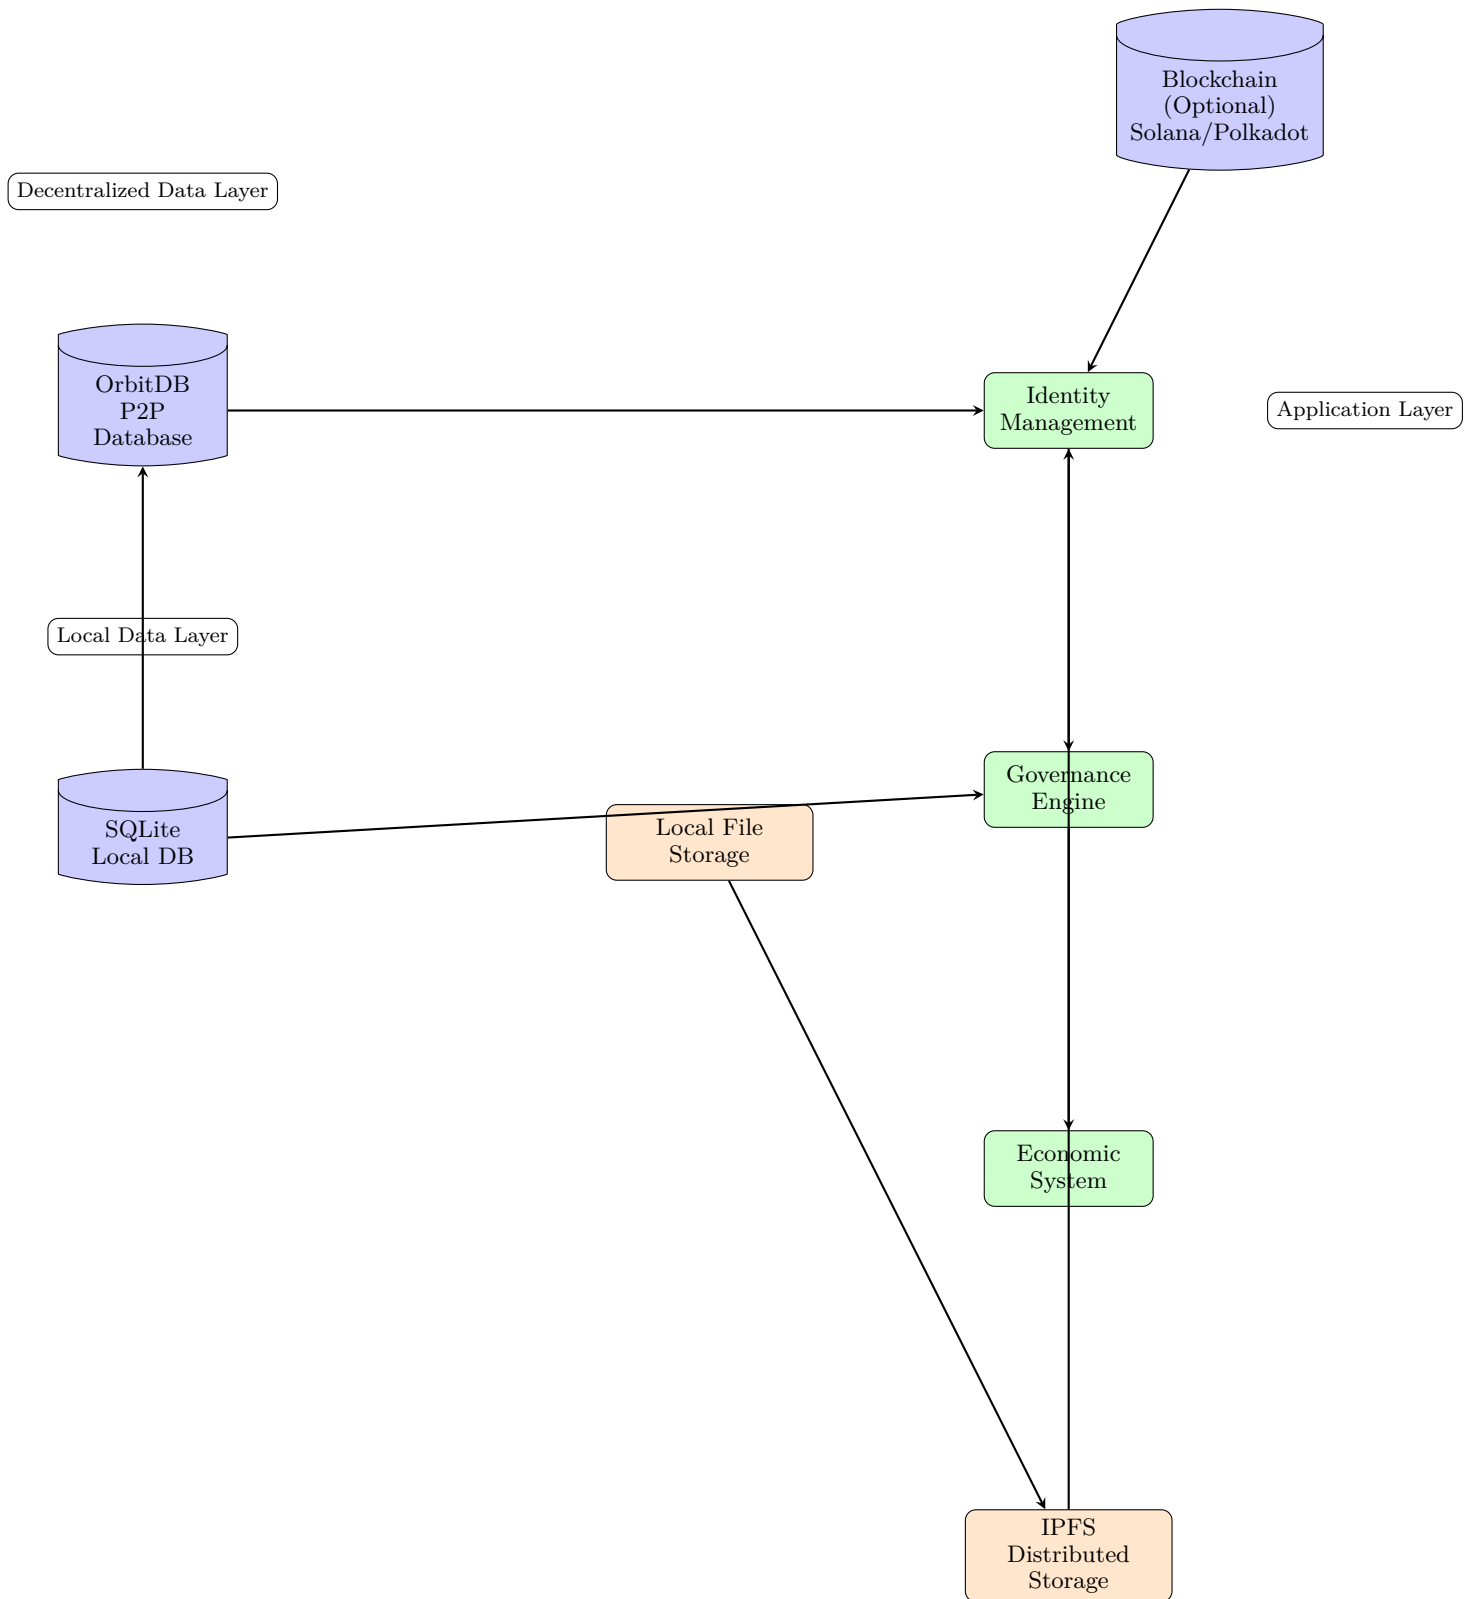 Blockchain
(Optional)
Solana/Polkadot
Decentralized Data Layer
OrbitDB
P2P
Database
Identity
Management
Application Layer
Local Data Layer
SQLite
Local DB
Local File
Storage
Governance
Engine
Economic
System
IPFS
Distributed
Storage